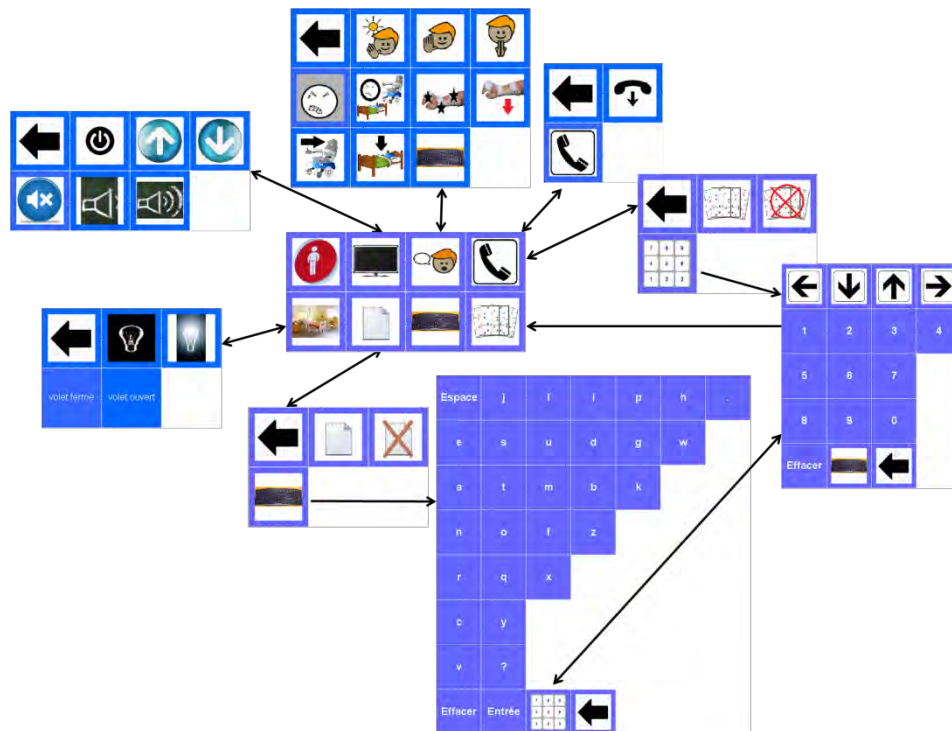 volet fermé
volet ouvert
1 2 3 4
5 6 7
8 9 0
Effacer
Espace j l i p h .
e s u d g w
a t m b k
n o f z
r q x
c y
v ?
Effacer Entrée